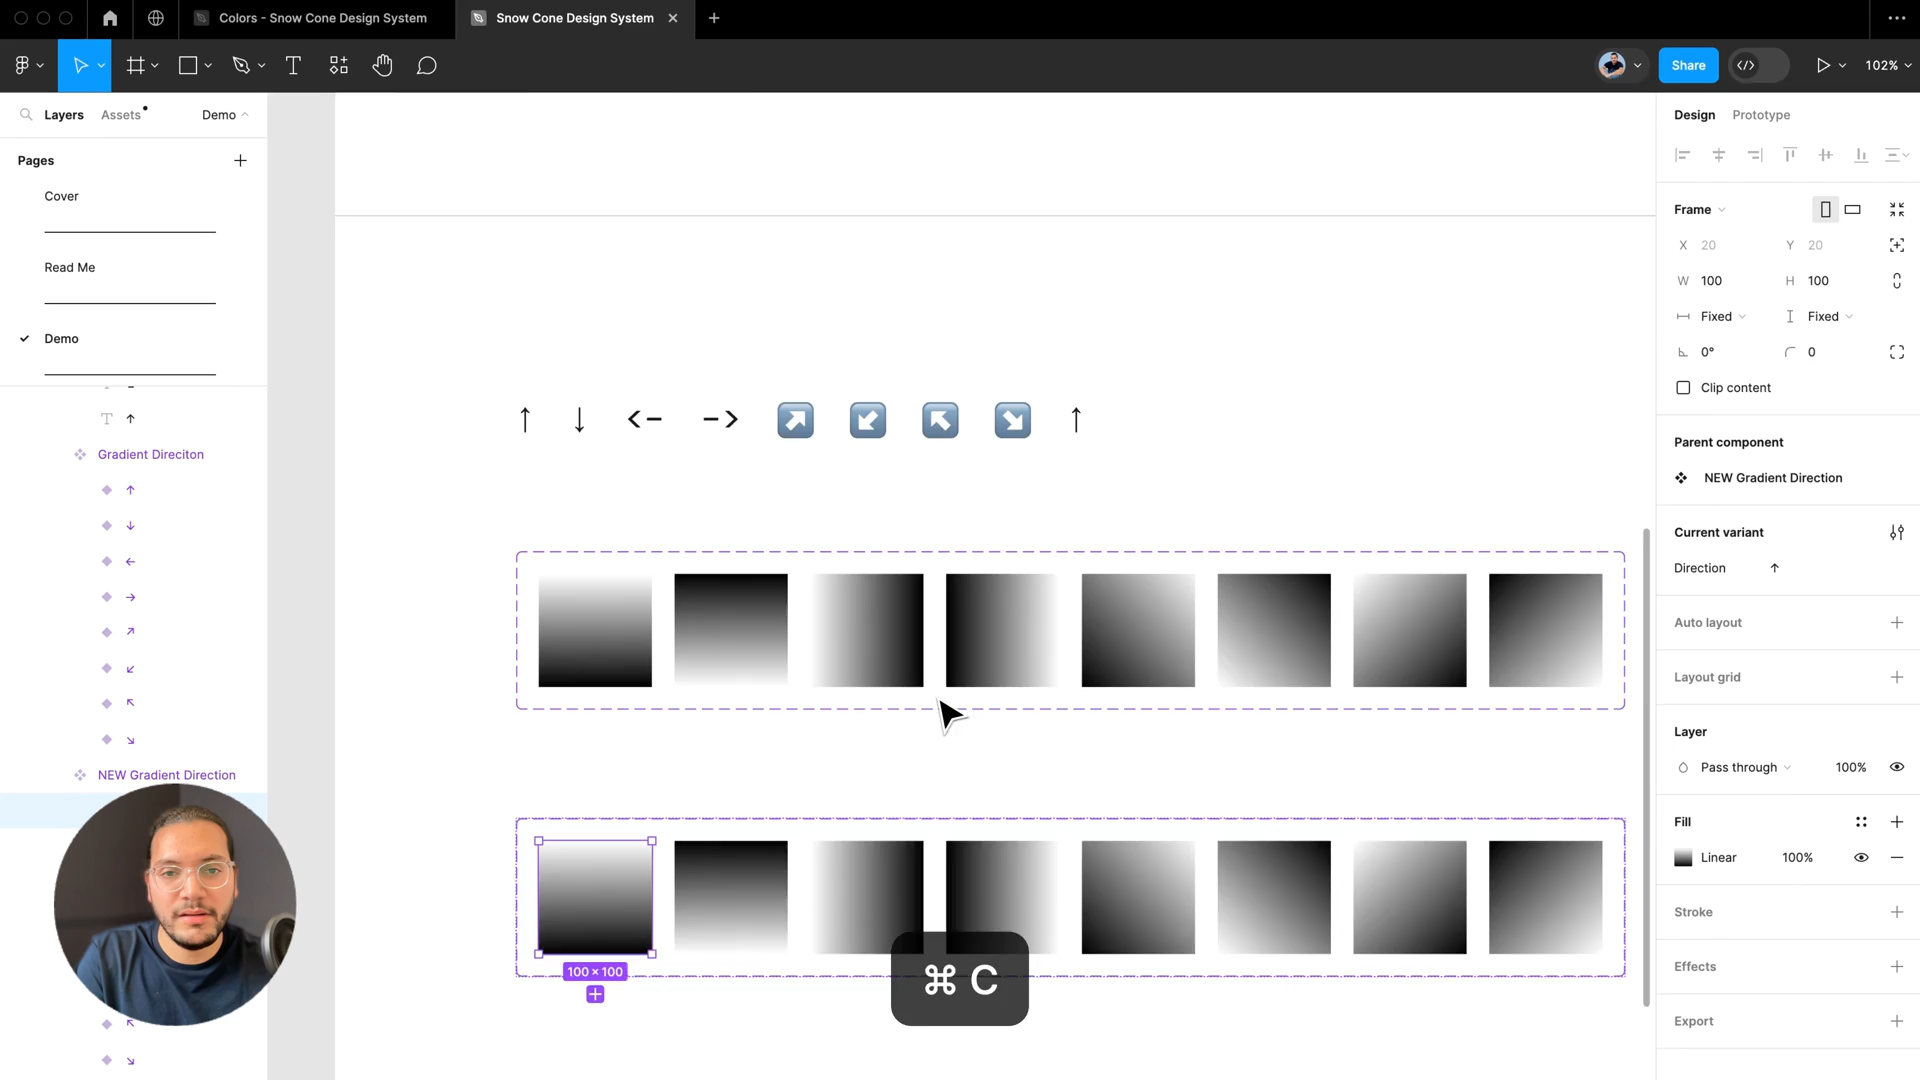 Colors - Snow Cone Design System
Snow Cone Design System
Share
102%
Layers
Assets
Demo
Pages
Cover
Read Me
Demo
T ↑
Gradient Direciton
↑
↓
←
→
↗
↙
↖
↘
NEW Gradient Direction
↖
↘
↑ ↓ <- -> ↗ ↙ ↖ ↘ ↑
100 × 100
⌘ C
Design
Prototype
Frame
X 20
Y 20
W 100
H 100
Fixed
Fixed
0°
0
Clip content
Parent component
NEW Gradient Direction
Current variant
Direction ↑
Auto layout
Layout grid
Layer
Pass through 100%
Fill
Linear 100%
Stroke
Effects
Export